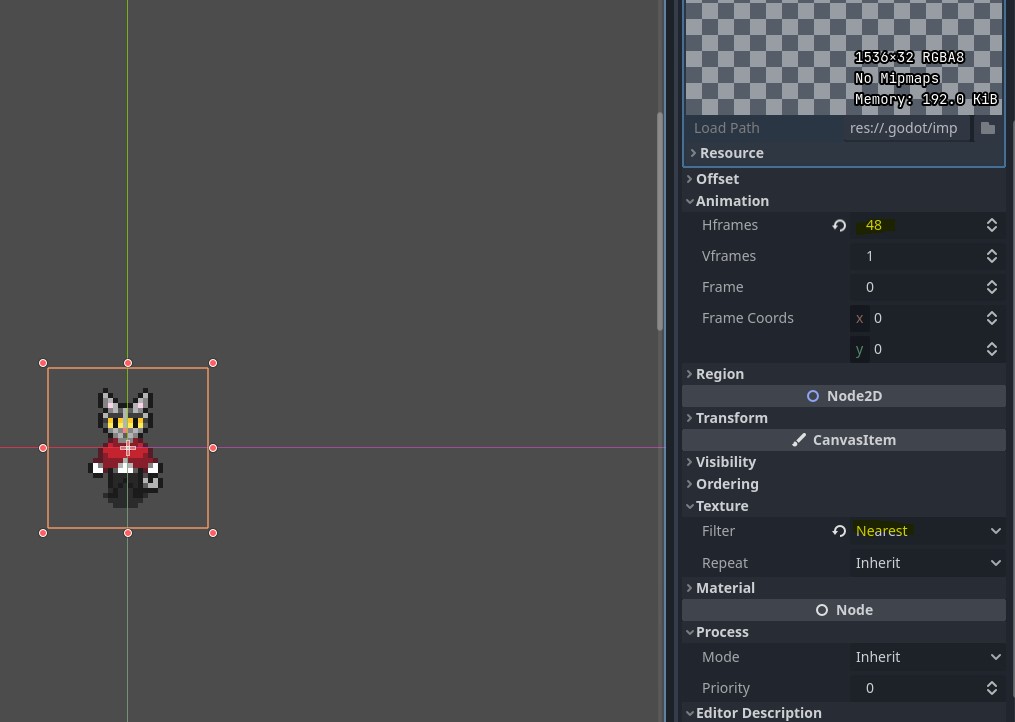 1536×32 RGBA8
No Mipmaps
Memory: 192.0 KiB
Load Path res://.godot/imp
Resource
Offset
Animation
Hframes 48
Vframes 1
Frame 0
Frame Coords x 0
y 0
Region
Node2D
Transform
CanvasItem
Visibility
Ordering
Texture
Filter Nearest
Repeat Inherit
Material
Node
Process
Mode Inherit
Priority 0
Editor Description